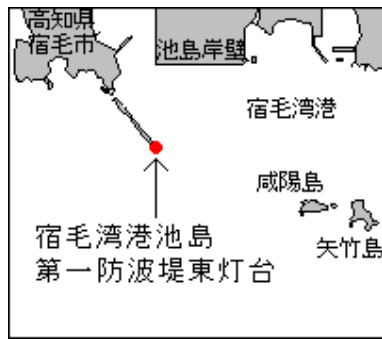 高知県
宿毛市
池島岸壁
宿毛湾港
咸陽島
矢竹島
宿毛湾港池島
第一防波堤東灯台